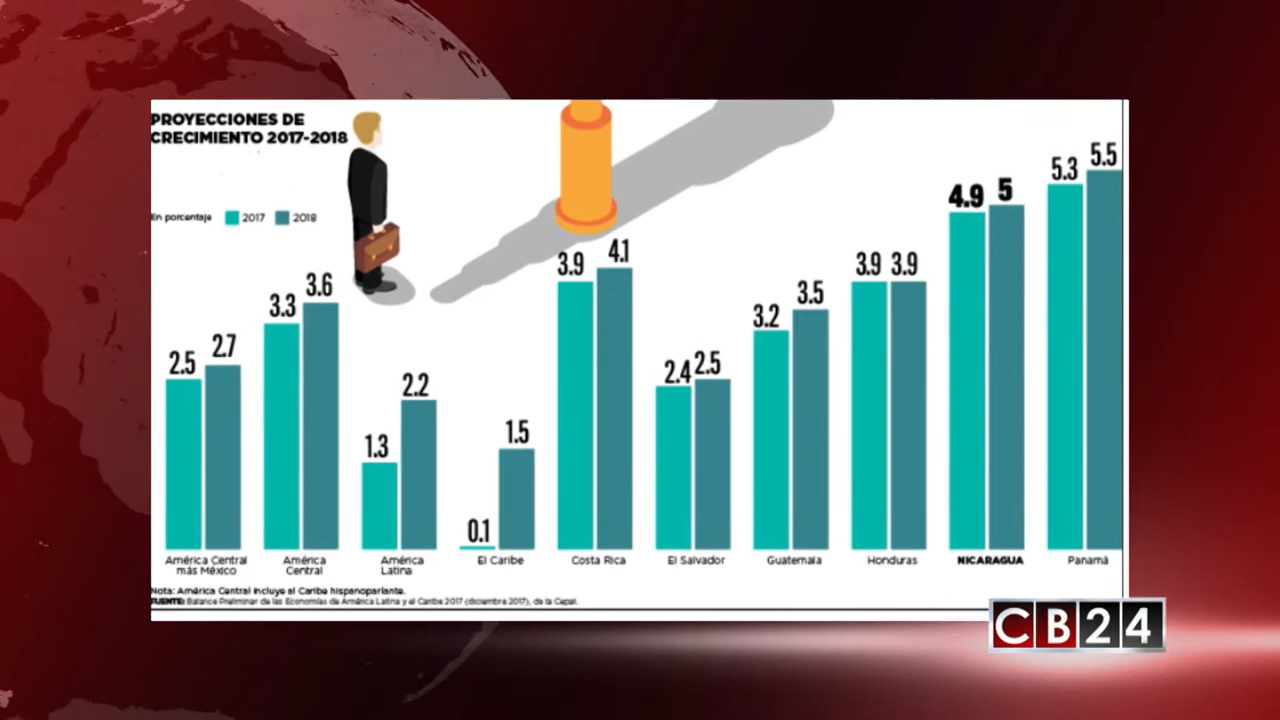 PROYECCIONES DE
CRECIMIENTO 2017-2018
En porcentaje 2017 2018
2.5 2.7
3.3 3.6
1.3 2.2
0.1 1.5
3.9 4.1
2.4 2.5
3.2 3.5
3.9 3.9
4.9 5
5.3 5.5
América Central
más México
América
Central
América
Latina
El Caribe
Costa Rica
El Salvador
Guatemala
Honduras
NICARAGUA
Panamá
Nota: América Central incluye al Caribe hispanoparlante.
FUENTE: Balance Preliminar de las Economías de América Latina y el Caribe 2017 (diciembre 2017), de la Cepal.
CB24